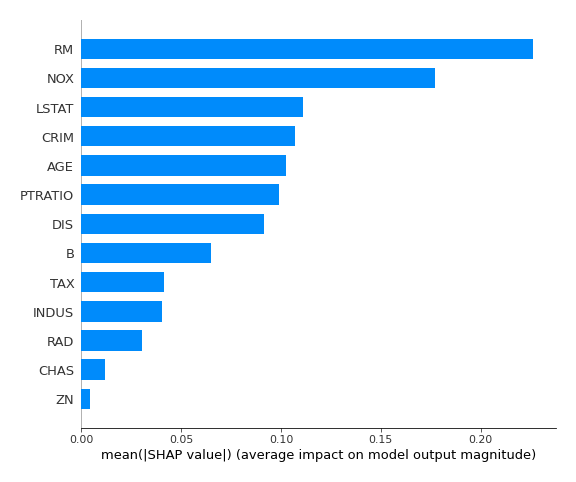 RM
NOX
LSTAT
CRIM
AGE
PTRATIO
DIS
B
TAX
INDUS
RAD
CHAS
ZN
0.00 0.05 0.10 0.15 0.20
mean(|SHAP value|) (average impact on model output magnitude)